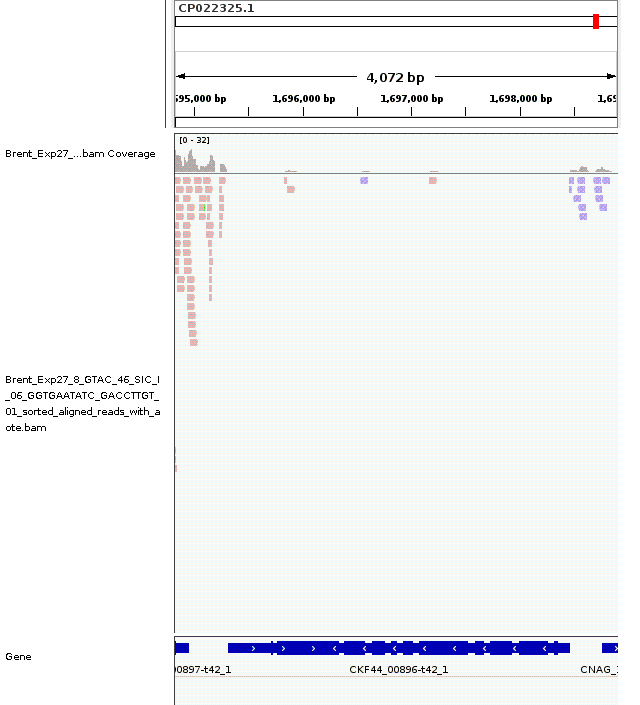 CP022325.1
4,072 bp
1,696,000 bp
1,697,000 bp
1,698,000 bp
[0 - 32]
Brent_Exp27_...bam Coverage
Brent_Exp27_8_GTAC_46_SIC_I
_06_GGTGAATATC_GACCTTGT_
01_sorted_aligned_reads_with_a
ote.bam
Gene
00897-t42_1
CKF44_00896-t42_1
CNAG_